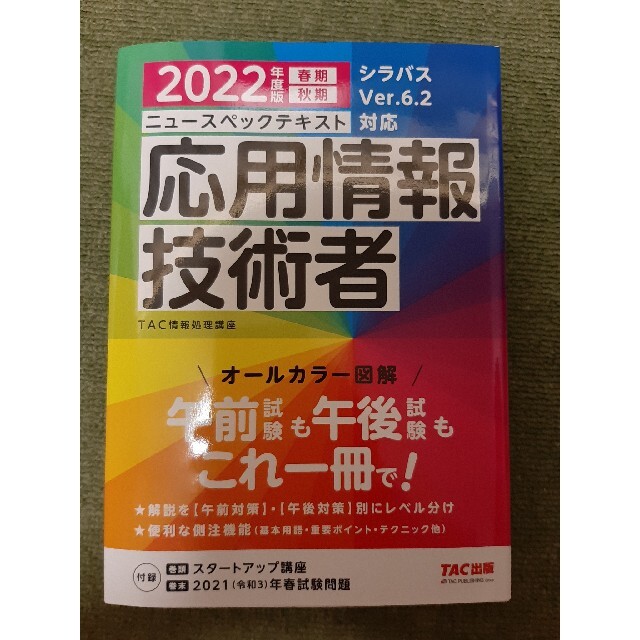 2022年度版 春期 秋期
シラバス
Ver.6.2
対応
ニュースペックテキスト
応用情報
技術者
TAC情報処理講座
オールカラー図解
午前試験も午後試験も
これ一冊で!
★解説を【午前対策】・【午後対策】別にレベル分け
★便利な側注機能(基本用語・重要ポイント・テクニック他)
付録 巻頭 スタートアップ講座
巻末 2021(令和3)年春試験問題
TAC出版
TAC PUBLISHING Group